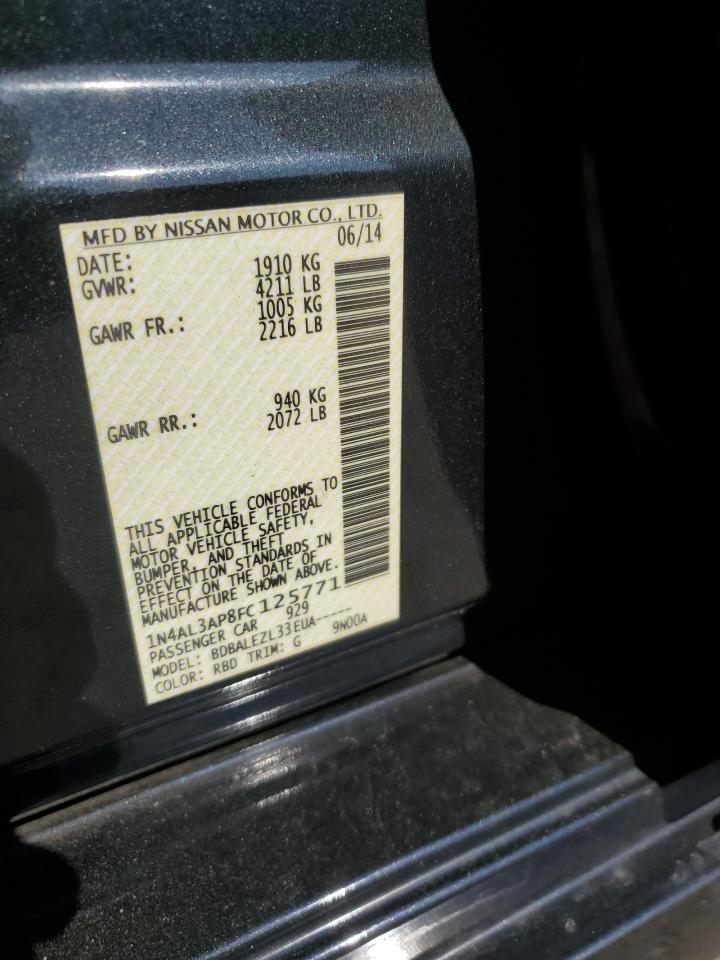 MFD BY NISSAN MOTOR CO., LTD.
DATE: 06/14
GVWR: 1910 KG
4211 LB
GAWR FR.: 1005 KG
2216 LB
GAWR RR.: 940 KG
2072 LB
THIS VEHICLE CONFORMS TO
ALL APPLICABLE FEDERAL
MOTOR VEHICLE SAFETY,
BUMPER, AND THEFT
PREVENTION STANDARDS IN
EFFECT ON THE DATE OF
MANUFACTURE SHOWN ABOVE.
1N4AL3AP8FC125771
PASSENGER CAR 929
MODEL: BDBALEZL33EUA-----
COLOR: RBD TRIM: G 9N00A